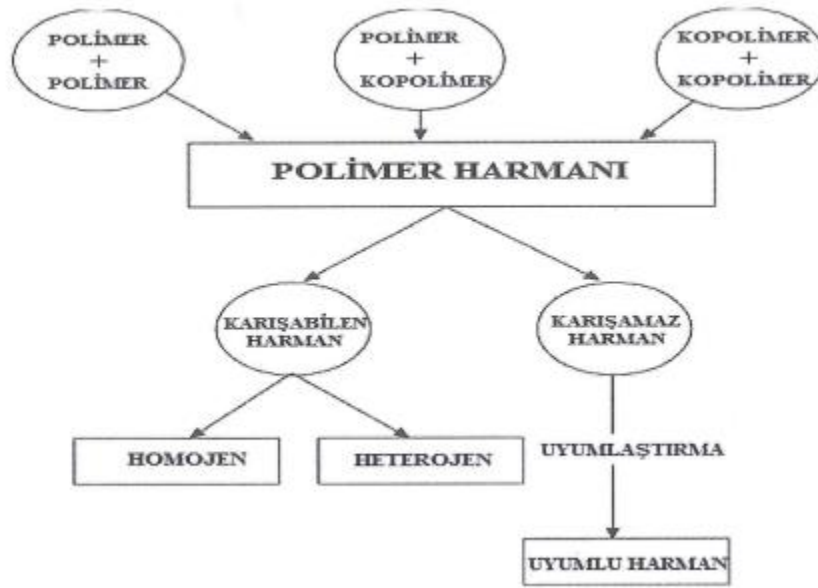 POLİMER
+
POLİMER
POLİMER
+
KOPOLİMER
KOPOLİMER
+
KOPOLİMER
POLİMER HARMANI
KARIŞABİLEN
HARMAN
KARIŞAMAZ
HARMAN
HOMOJEN
HETEROJEN
UYUMLAŞTIRMA
UYUMLU HARMAN